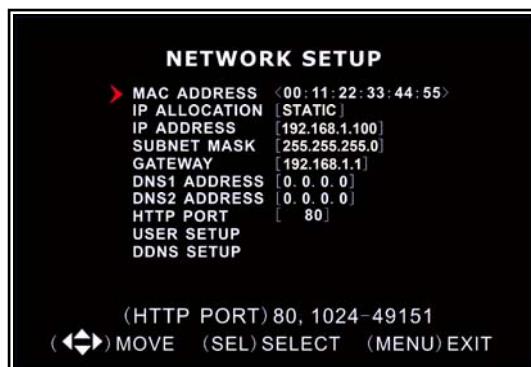 NETWORK SETUP
MAC ADDRESS <00:11:22:33:44:55>
IP ALLOCATION [STATIC]
IP ADDRESS [192.168.1.100]
SUBNET MASK [255.255.255.0]
GATEWAY [192.168.1.1]
DNS1 ADDRESS [0. 0. 0. 0]
DNS2 ADDRESS [0. 0. 0. 0]
HTTP PORT [ 80]
USER SETUP
DDNS SETUP
(HTTP PORT) 80, 1024-49151
() MOVE (SEL) SELECT (MENU) EXIT